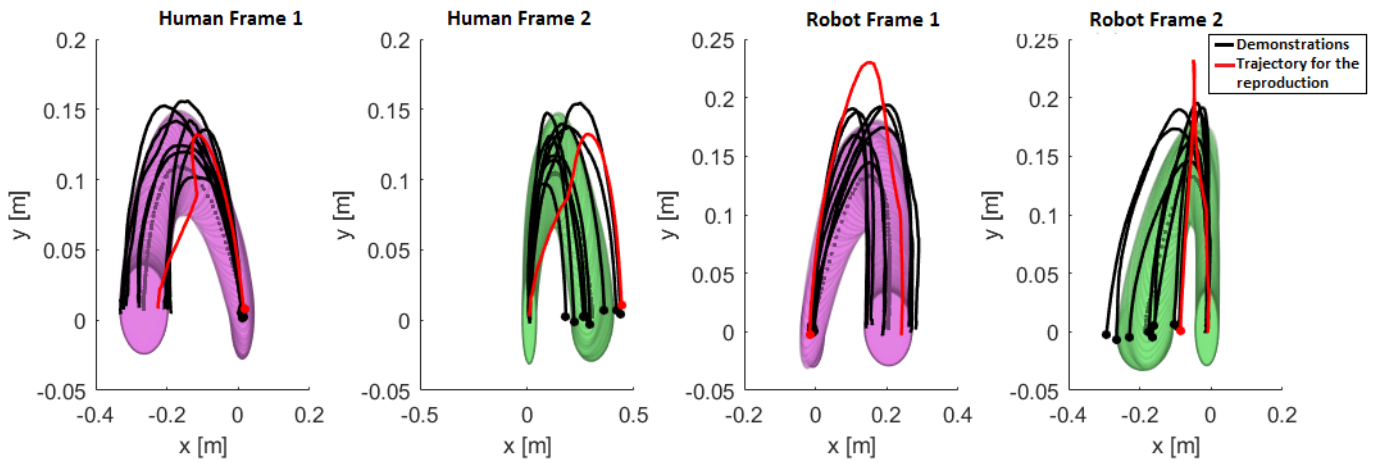 Human Frame 1
Human Frame 2
Robot Frame 1
Robot Frame 2
Demonstrations
Trajectory for the
reproduction
0.2
0.15
0.1
0.05
0
-0.05
y [m]
-0.4
-0.2
0
0.2
x [m]
0.2
0.15
0.1
0.05
0
-0.05
y [m]
-0.5
0
0.5
x [m]
0.25
0.2
0.15
0.1
0.05
0
-0.05
y [m]
-0.2
0
0.2
0.4
x [m]
0.25
0.2
0.15
0.1
0.05
0
-0.05
y [m]
-0.4
-0.2
0
x [m]